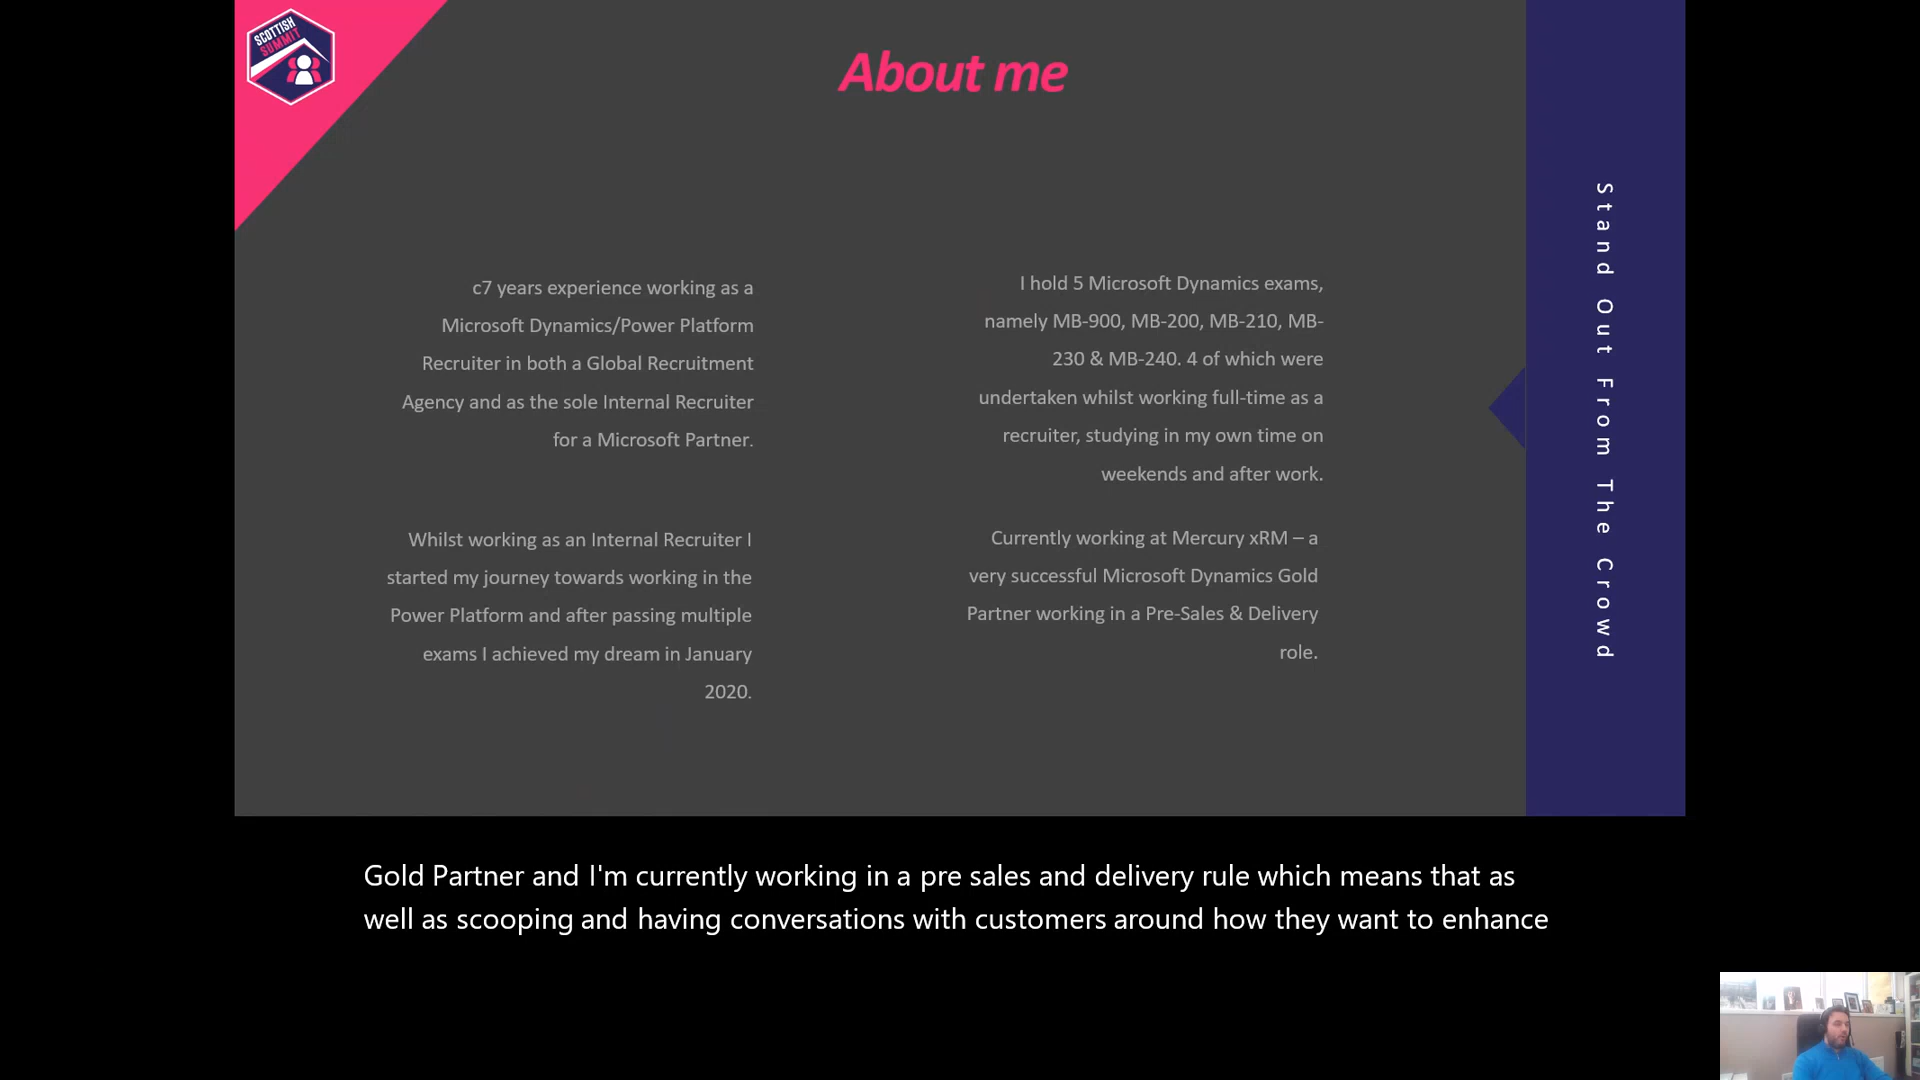 SCOTTISH
SUMMIT
About me
c7 years experience working as a
Microsoft Dynamics/Power Platform
Recruiter in both a Global Recruitment
Agency and as the sole Internal Recruiter
for a Microsoft Partner.
I hold 5 Microsoft Dynamics exams,
namely MB-900, MB-200, MB-210, MB-
230 & MB-240. 4 of which were
undertaken whilst working full-time as a
recruiter, studying in my own time on
weekends and after work.
Whilst working as an Internal Recruiter I
started my journey towards working in the
Power Platform and after passing multiple
exams I achieved my dream in January
2020.
Currently working at Mercury xRM – a
very successful Microsoft Dynamics Gold
Partner working in a Pre-Sales & Delivery
role.
Stand Out From The Crowd
Gold Partner and I'm currently working in a pre sales and delivery rule which means that as
well as scooping and having conversations with customers around how they want to enhance